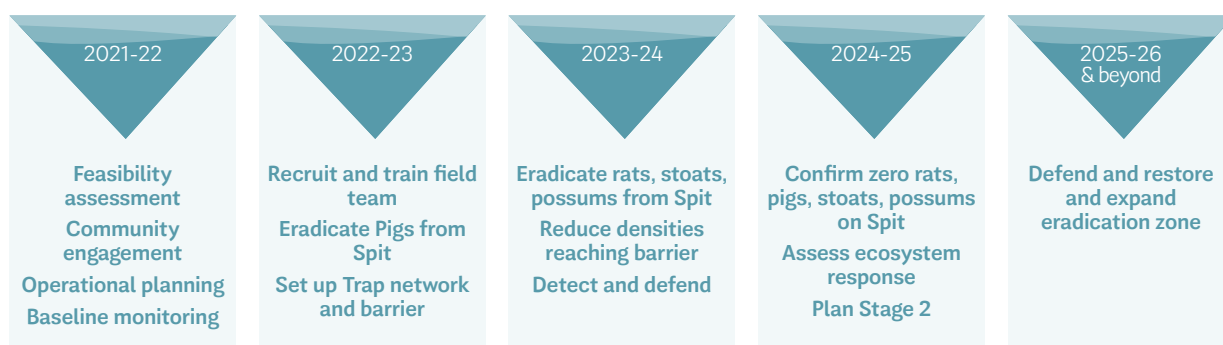 2021-22
Feasibility
assessment
Community
engagement
Operational planning
Baseline monitoring
2022-23
Recruit and train field
team
Eradicate Pigs from
Spit
Set up Trap network
and barrier
2023-24
Eradicate rats, stoats,
possums from Spit
Reduce densities
reaching barrier
Detect and defend
2024-25
Confirm zero rats,
pigs, stoats, possums
on Spit
Assess ecosystem
response
Plan Stage 2
2025-26
& beyond
Defend and restore
and expand
eradication zone